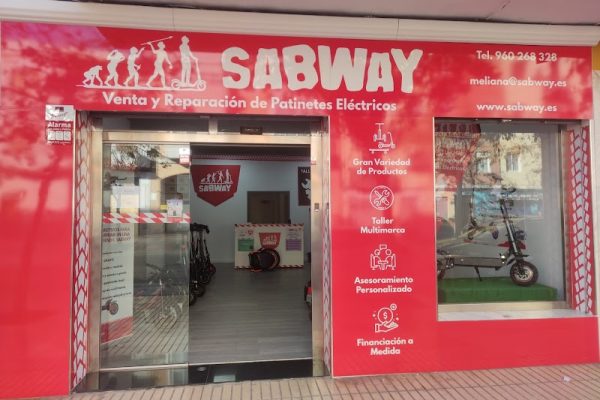 SABWAY
Venta y Reparación de Patinetes Eléctricos
Tel. 960 268 328
meliana@sabway.es
www.sabway.es
Alarma
Gran Variedad
de Productos
Taller
Multimarca
Asesoramiento
Personalizado
Financiación a
Medida
SABWAY